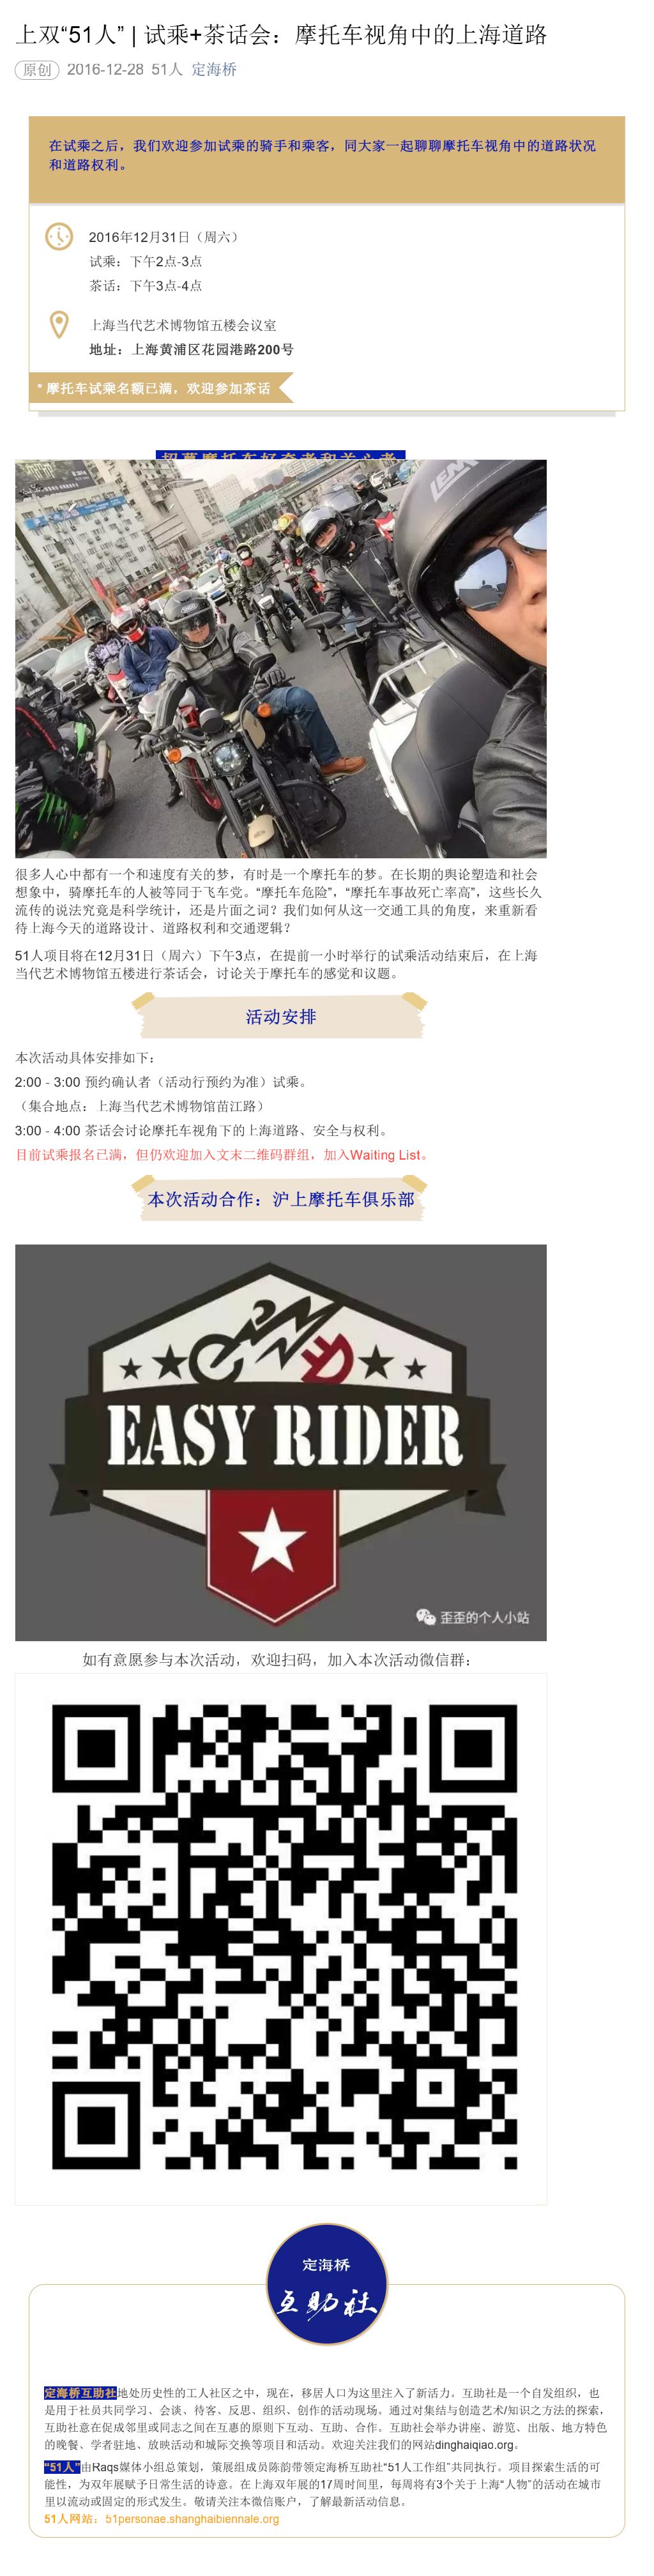 上双“51人” | 试乘+茶话会：摩托车视角中的上海道路
原创 2016-12-28 51人 定海桥
在试乘之后，我们欢迎参加试乘的骑手和乘客，同大家一起聊聊摩托车视角中的道路状况
和道路权利。
2016年12月31日（周六）
试乘：下午2点-3点
茶话：下午3点-4点
上海当代艺术博物馆五楼会议室
地址：上海黄浦区花园港路200号
* 摩托车试乘名额已满，欢迎参加茶话
招募摩托车好奇者和关心者
很多人心中都有一个和速度有关的梦，有时是一个摩托车的梦。在长期的舆论塑造和社会
想象中，骑摩托车的人被等同于飞车党。“摩托车危险”，“摩托车事故死亡率高”，这些长久
流传的说法究竟是科学统计，还是片面之词？我们如何从这一交通工具的角度，来重新看
待上海今天的道路设计、道路权利和交通逻辑？
51人项目将在12月31日（周六）下午3点，在提前一小时举行的试乘活动结束后，在上海
当代艺术博物馆五楼进行茶话会，讨论关于摩托车的感觉和议题。
活动安排
本次活动具体安排如下：
2:00 - 3:00 预约确认者（活动行预约为准）试乘。
（集合地点：上海当代艺术博物馆苗江路）
3:00 - 4:00 茶话会讨论摩托车视角下的上海道路、安全与权利。
目前试乘报名已满，但仍欢迎加入文末二维码群组，加入Waiting List。
本次活动合作：沪上摩托车俱乐部
EASY RIDER
歪歪的个人小站
如有意愿参与本次活动，欢迎扫码，加入本次活动微信群：
定海桥
互助社
定海桥互助社地处历史性的工人社区之中，现在，移居人口为这里注入了新活力。互助社是一个自发组织，也
是用于社员共同学习、会谈、待客、反思、组织、创作的活动现场。通过对集结与创造艺术/知识之方法的探索，
互助社意在促成邻里或同志之间在互惠的原则下互动、互助、合作。互助社会举办讲座、游览、出版、地方特色
的晚餐、学者驻地、放映活动和城际交换等项目和活动。欢迎关注我们的网站dinghaiqiao.org。
“51人”由Raqs媒体小组总策划，策展组成员陈韵带领定海桥互助社“51人工作组”共同执行。项目探索生活的可
能性，为双年展赋予日常生活的诗意。在上海双年展的17周时间里，每周将有3个关于上海“人物”的活动在城市
里以流动或固定的形式发生。敬请关注本微信账户，了解最新活动信息。
51人网站：51personae.shanghaibiennale.org